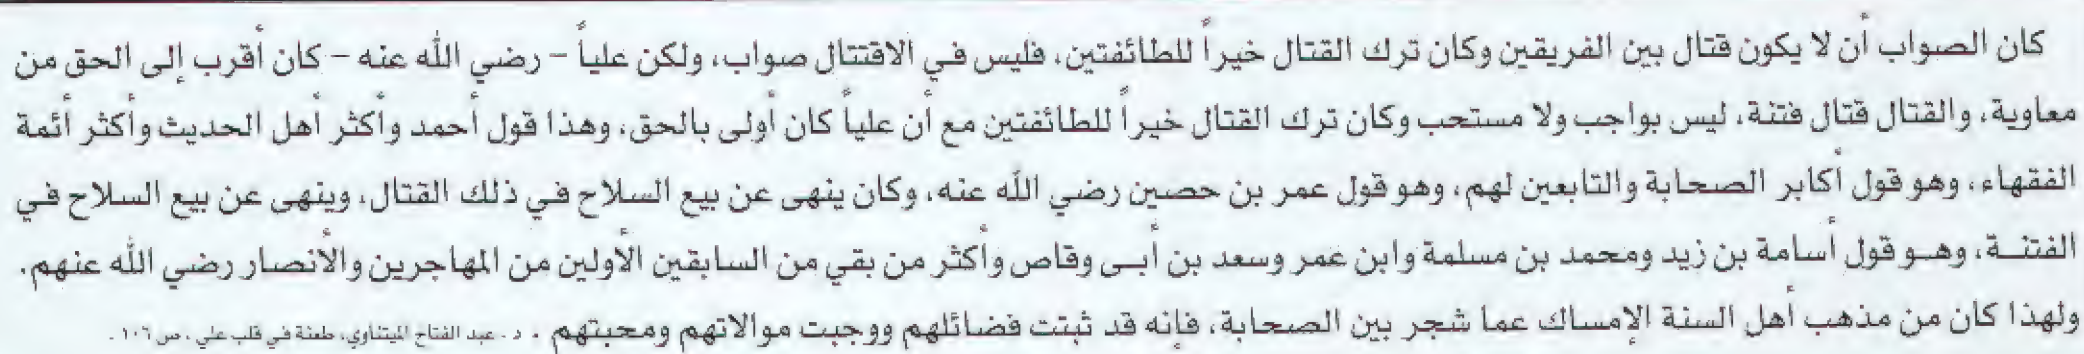 كان الصواب أن لا يكون قتال بين الفريقين وكان ترك القتال خيراً للطائفتين، فليس في الاقتتال صواب، ولكن علياً – رضي الله عنه – كان أقرب إلى الحق من
معاوية، والقتال قتال فتنة، ليس بواجب ولا مستحب وكان ترك القتال خيراً للطائفتين مع أن علياً كان أولى بالحق، وهذا قول أحمد وأكثر أهل الحديث وأكثر أئمة
الفقهاء، وهو قول أكابر الصحابة والتابعين لهم، وهو قول عمر بن حصين رضي الله عنه، وكان ينهى عن بيع السلاح في ذلك القتال، وينهى عن بيع السلاح في
الفتنة، وهو قول أسامة بن زيد ومحمد بن مسلمة وابن عمر وسعد بن أبى وقاص وأكثر من بقي من السابقين الأولين من المهاجرين والأنصار رضي الله عنهم.
ولهذا كان من مذهب أهل السنة الإمساك عما شجر بين الصحابة، فإنه قد ثبتت فضائلهم ووجبت موالاتهم ومحبتهم . د. عبد الفتاح الميتناوي، طعنة في قلب علي، ص ١٠٦ .